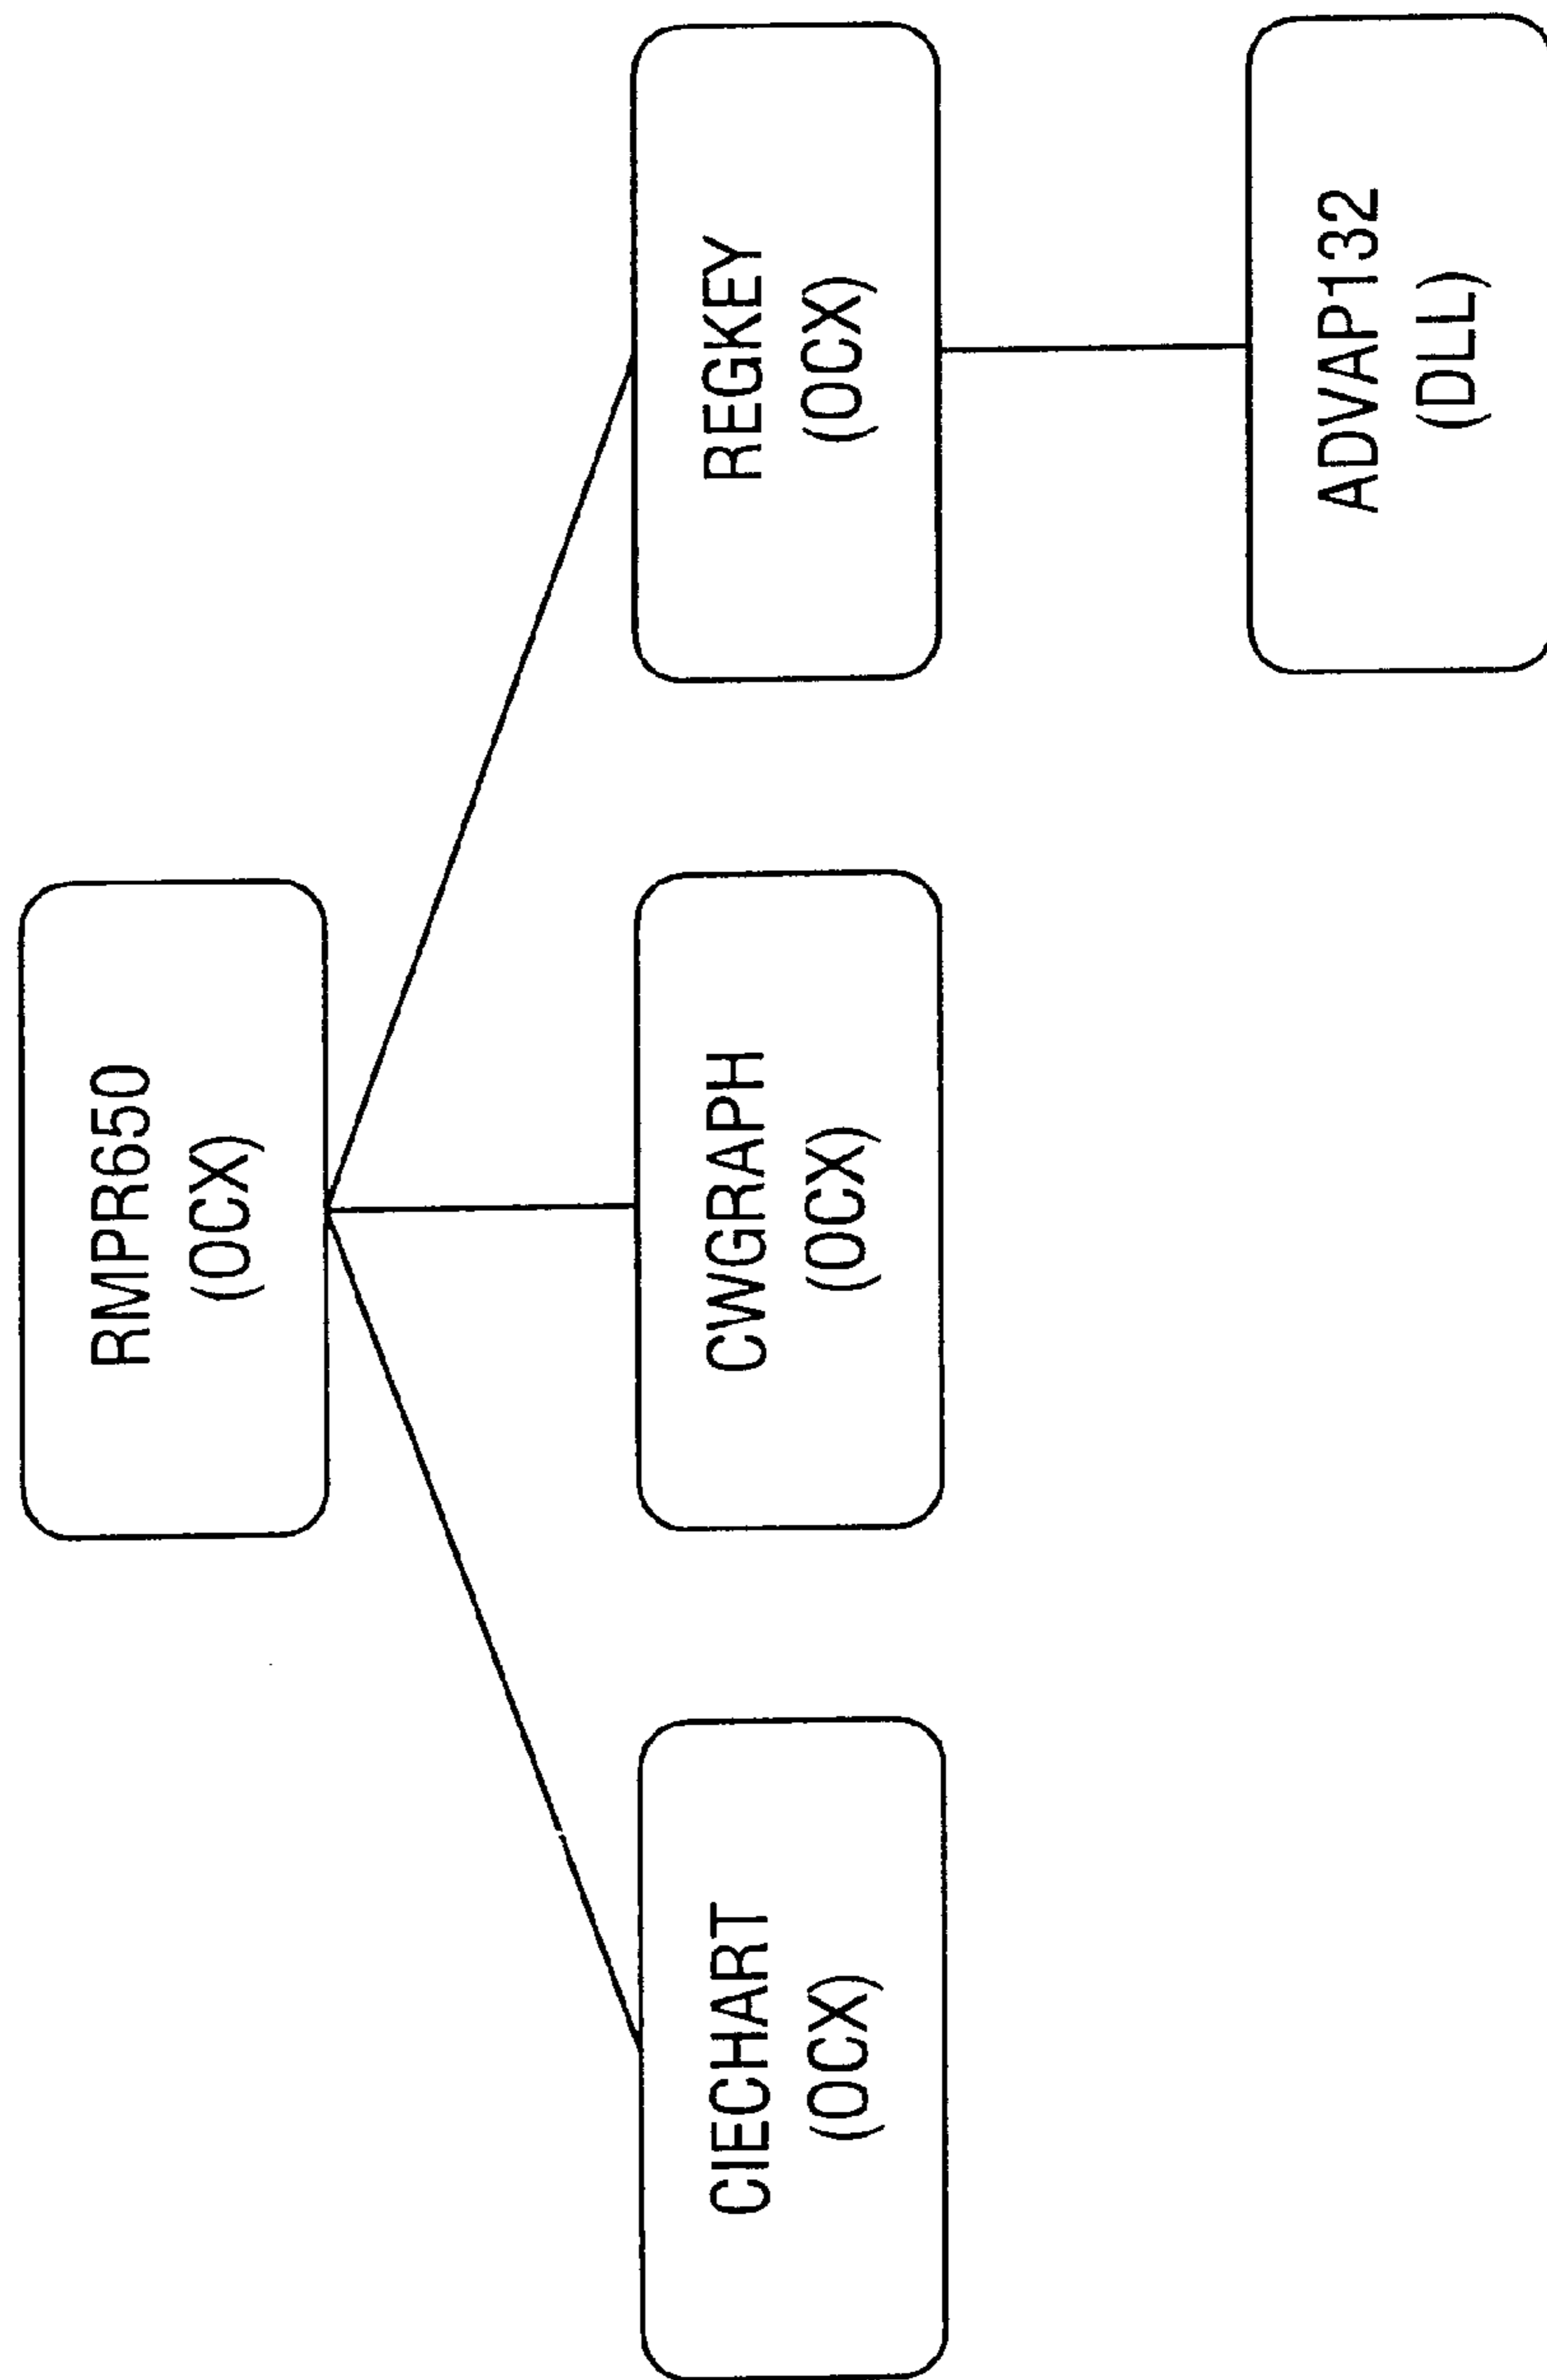 RMPR650
(OCX)
CIECHART
(OCX)
CWGRAPH
(OCX)
REGKEY
(OCX)
ADVAP132
(DLL)